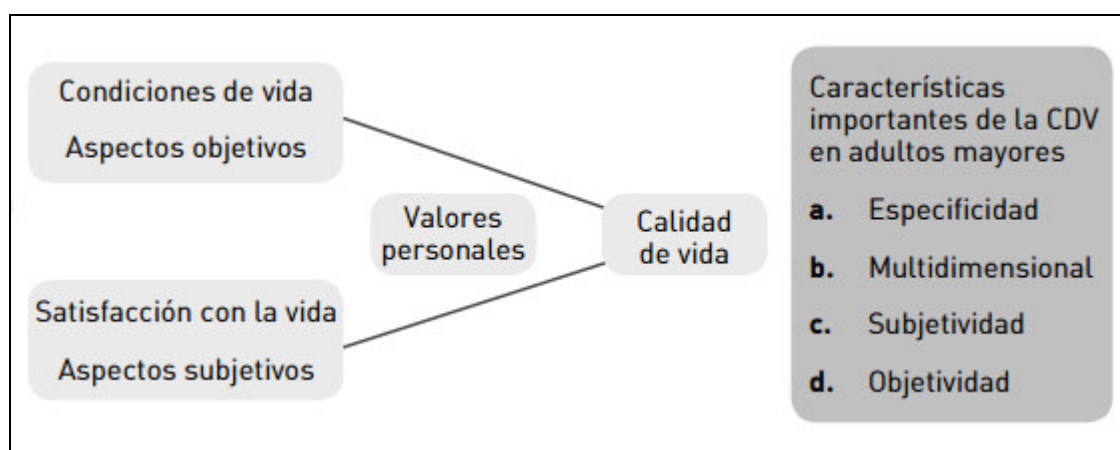 Condiciones de vida
Aspectos objetivos
Valores
personales
Calidad
de vida
Satisfacción con la vida
Aspectos subjetivos
Características
importantes de la CDV
en adultos mayores
a. Especificidad
b. Multidimensional
c. Subjetividad
d. Objetividad